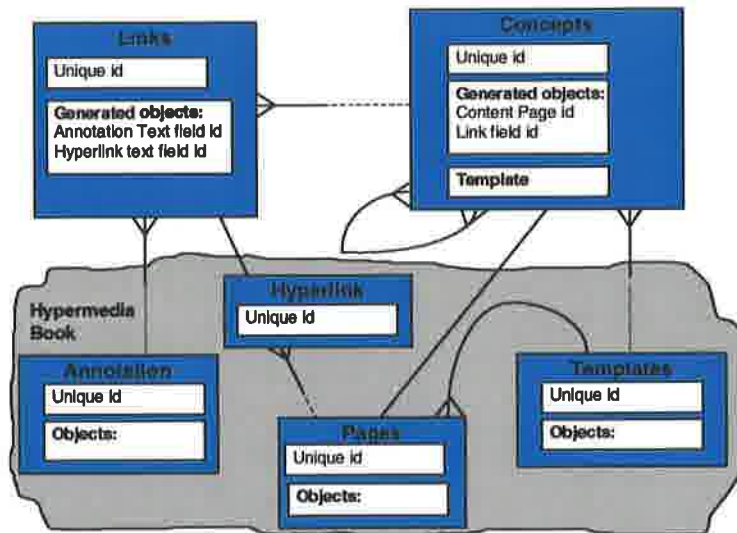 Links
Unique id
Generated objects:
Annotation Text field id
Hyperlink text field id
Concepts
Unique id
Generated objects:
Content Page id
Link field id
Template
Hypermedia
Book
Hyperlink
Unique id
Annotation
Unique id
Objects:
Pages
Unique id
Objects:
Templates
Unique id
Objects: